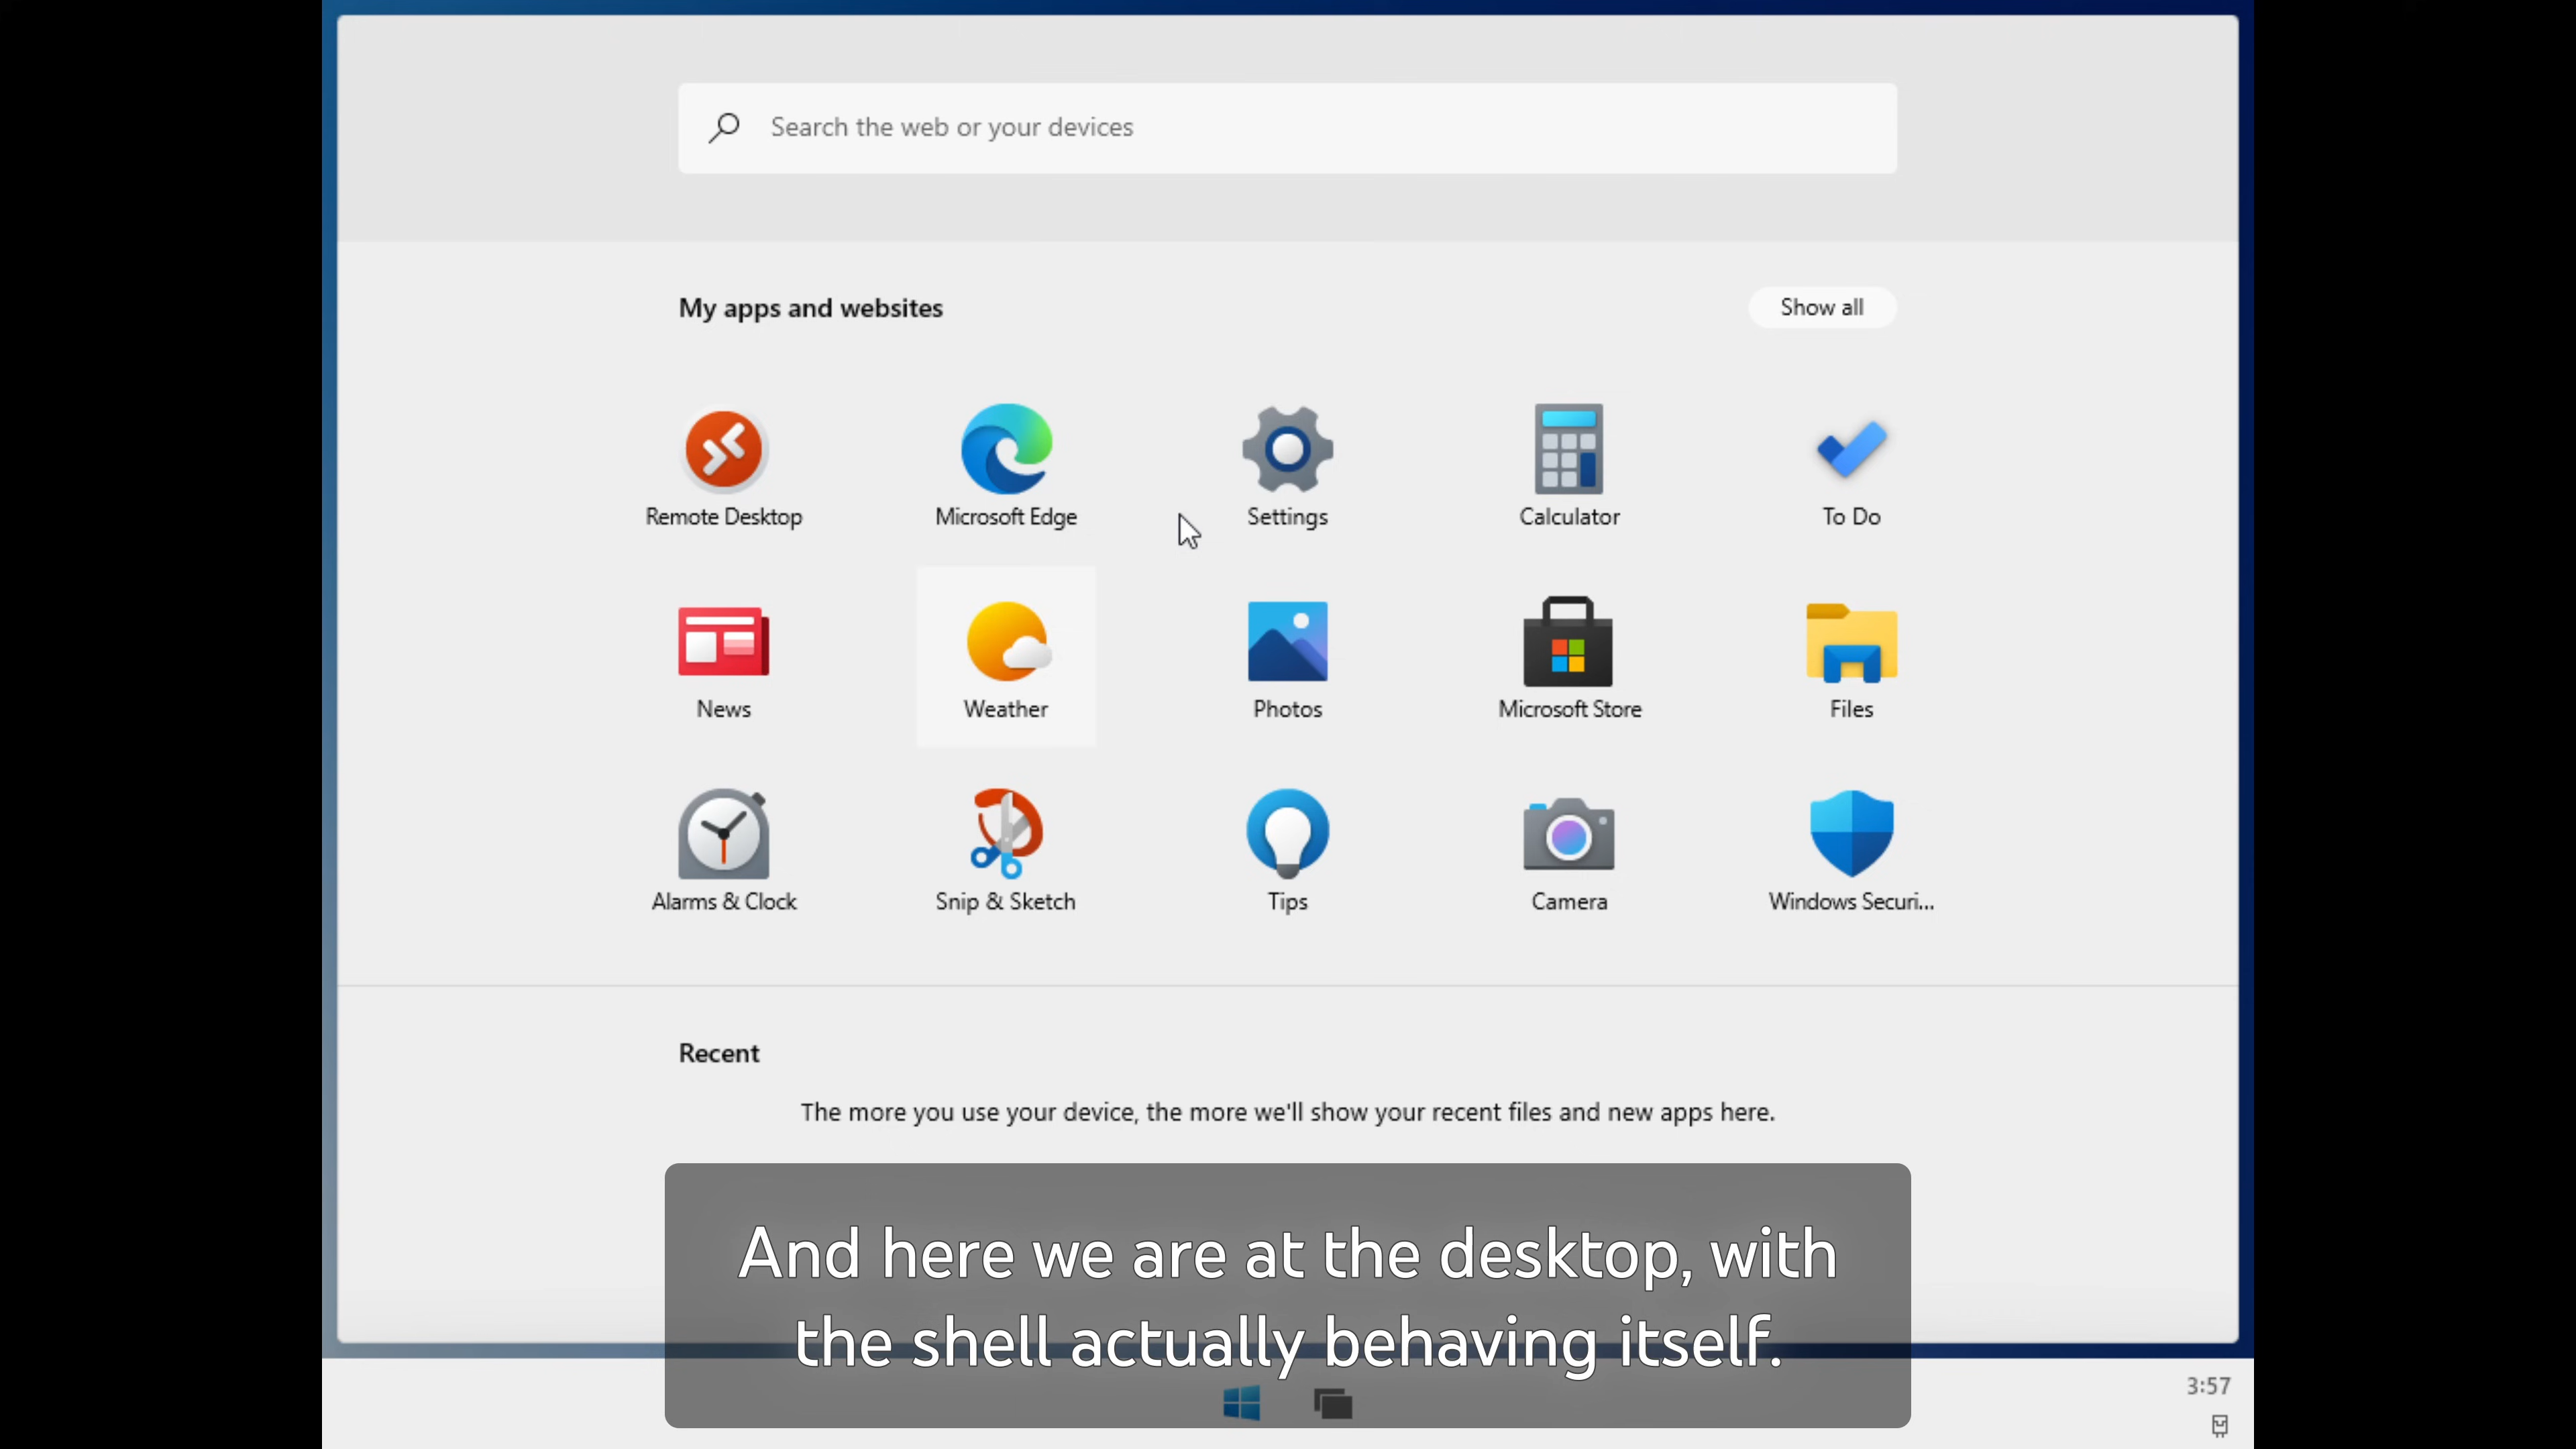 Search the web or your devices
My apps and websites
Show all
Remote Desktop
Microsoft Edge
Settings
Calculator
To Do
News
Weather
Photos
Microsoft Store
Files
Alarms & Clock
Snip & Sketch
Tips
Camera
Windows Securi...
Recent
The more you use your device, the more we'll show your recent files and new apps here.
And here we are at the desktop, with
the shell actually behaving itself.
3:57